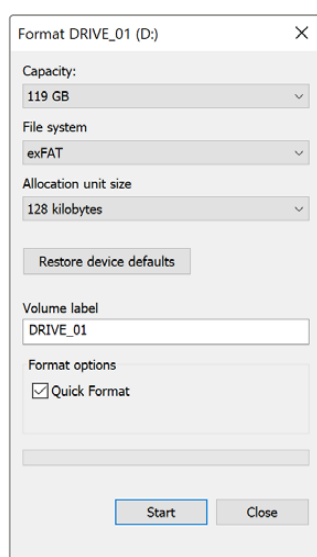 Format DRIVE_01 (D:)
Capacity:
119 GB
File system
exFAT
Allocation unit size
128 kilobytes
Restore device defaults
Volume label
DRIVE_01
Format options
Quick Format
Start Close